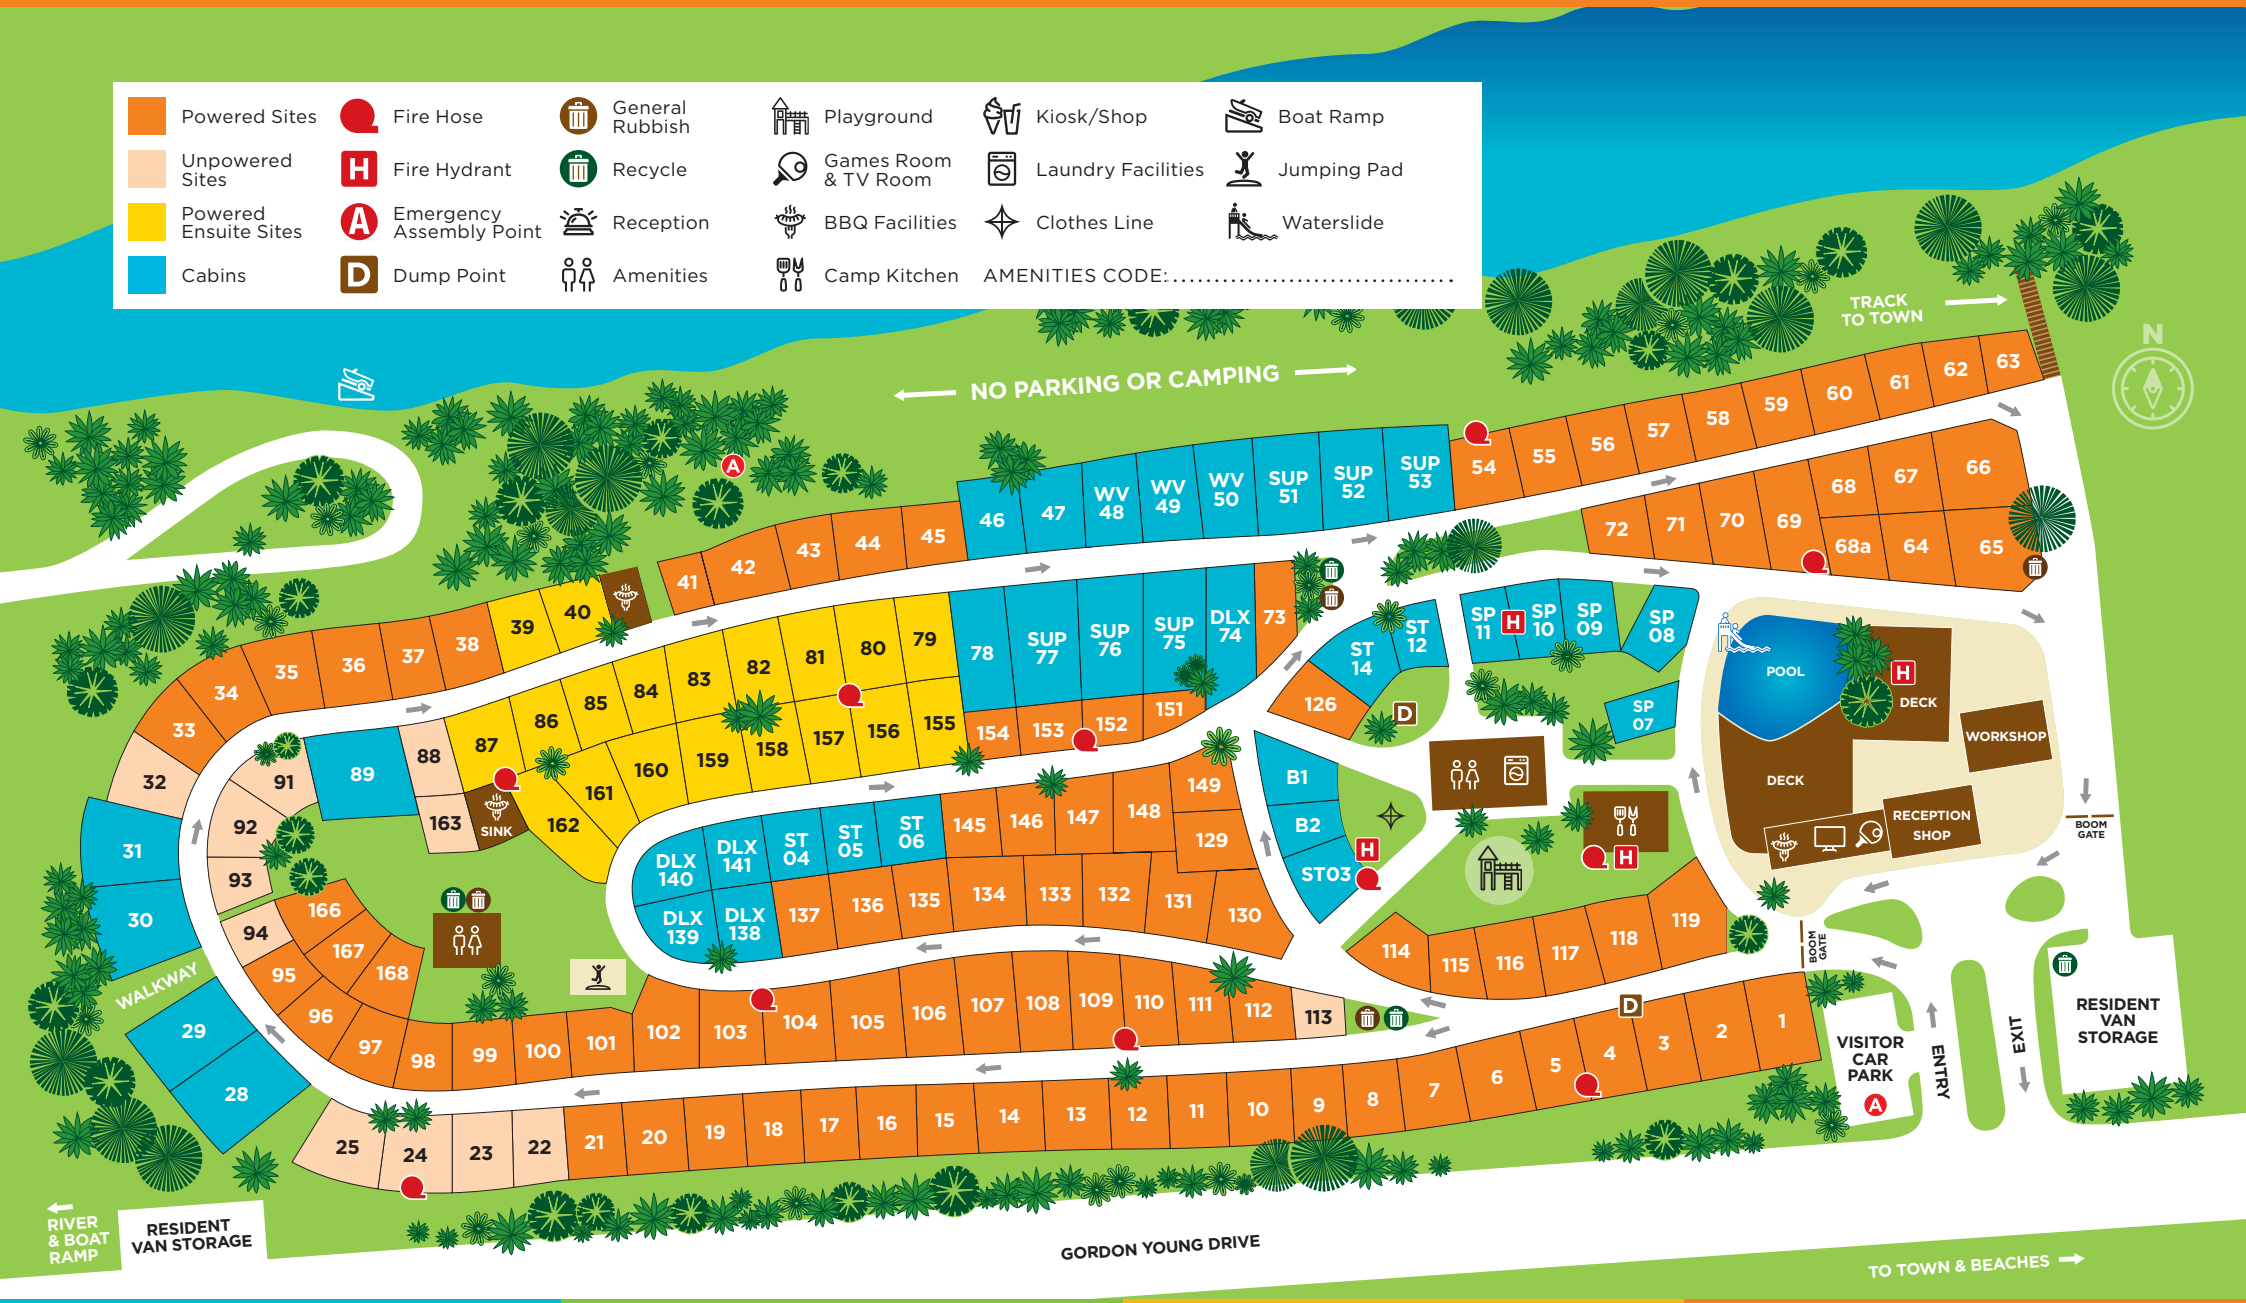 Powered Sites
Unpowered
Sites
Powered
Ensuite Sites
Cabins
Fire Hose
H
Fire Hydrant
A
Emergency
Assembly Point
D
Dump Point
General
Rubbish
Recycle
Reception
Amenities
Playground
Games Room
& TV Room
BBQ Facilities
Camp Kitchen
Kiosk/Shop
Laundry Facilities
Clothes Line
AMENITIES CODE:................................
Boat Ramp
Jumping Pad
Waterslide
TRACK
TO TOWN
N
NO PARKING OR CAMPING
A
41
42
43
44
45
46
47
WV
48
WV
49
WV
50
SUP
51
SUP
52
SUP
53
54
55
56
57
58
59
60
61
62
63
72
71
70
69
68
67
66
68a
64
65
33
34
35
36
37
38
39
40
32
31
30
WALKWAY
29
28
91
92
93
94
95
96
97
98
99
100
101
102
103
104
105
106
107
108
109
110
111
112
113
89
88
163
87
SINK
86
85
84
83
82
81
80
79
78
SUP
77
SUP
76
SUP
75
DLX
74
73
162
161
160
159
158
157
156
155
154
153
152
151
166
167
168
DLX
140
DLX
141
ST
04
ST
05
ST
06
145
146
147
148
149
129
DLX
139
DLX
138
137
136
135
134
133
132
131
130
ST
14
ST
12
126
D
SP
11
H
SP
10
SP
09
SP
08
SP
07
B1
B2
ST03
H
H
POOL
DECK
H
DECK
WORKSHOP
RECEPTION
SHOP
BOOM
GATE
BOOM
GATE
114
115
116
117
118
119
D
25
24
23
22
21
20
19
18
17
16
15
14
13
12
11
10
9
8
7
6
5
4
3
2
1
VISITOR
CAR
PARK
A
ENTRY
EXIT
RESIDENT
VAN
STORAGE
RIVER
& BOAT
RAMP
RESIDENT
VAN STORAGE
GORDON YOUNG DRIVE
TO TOWN & BEACHES